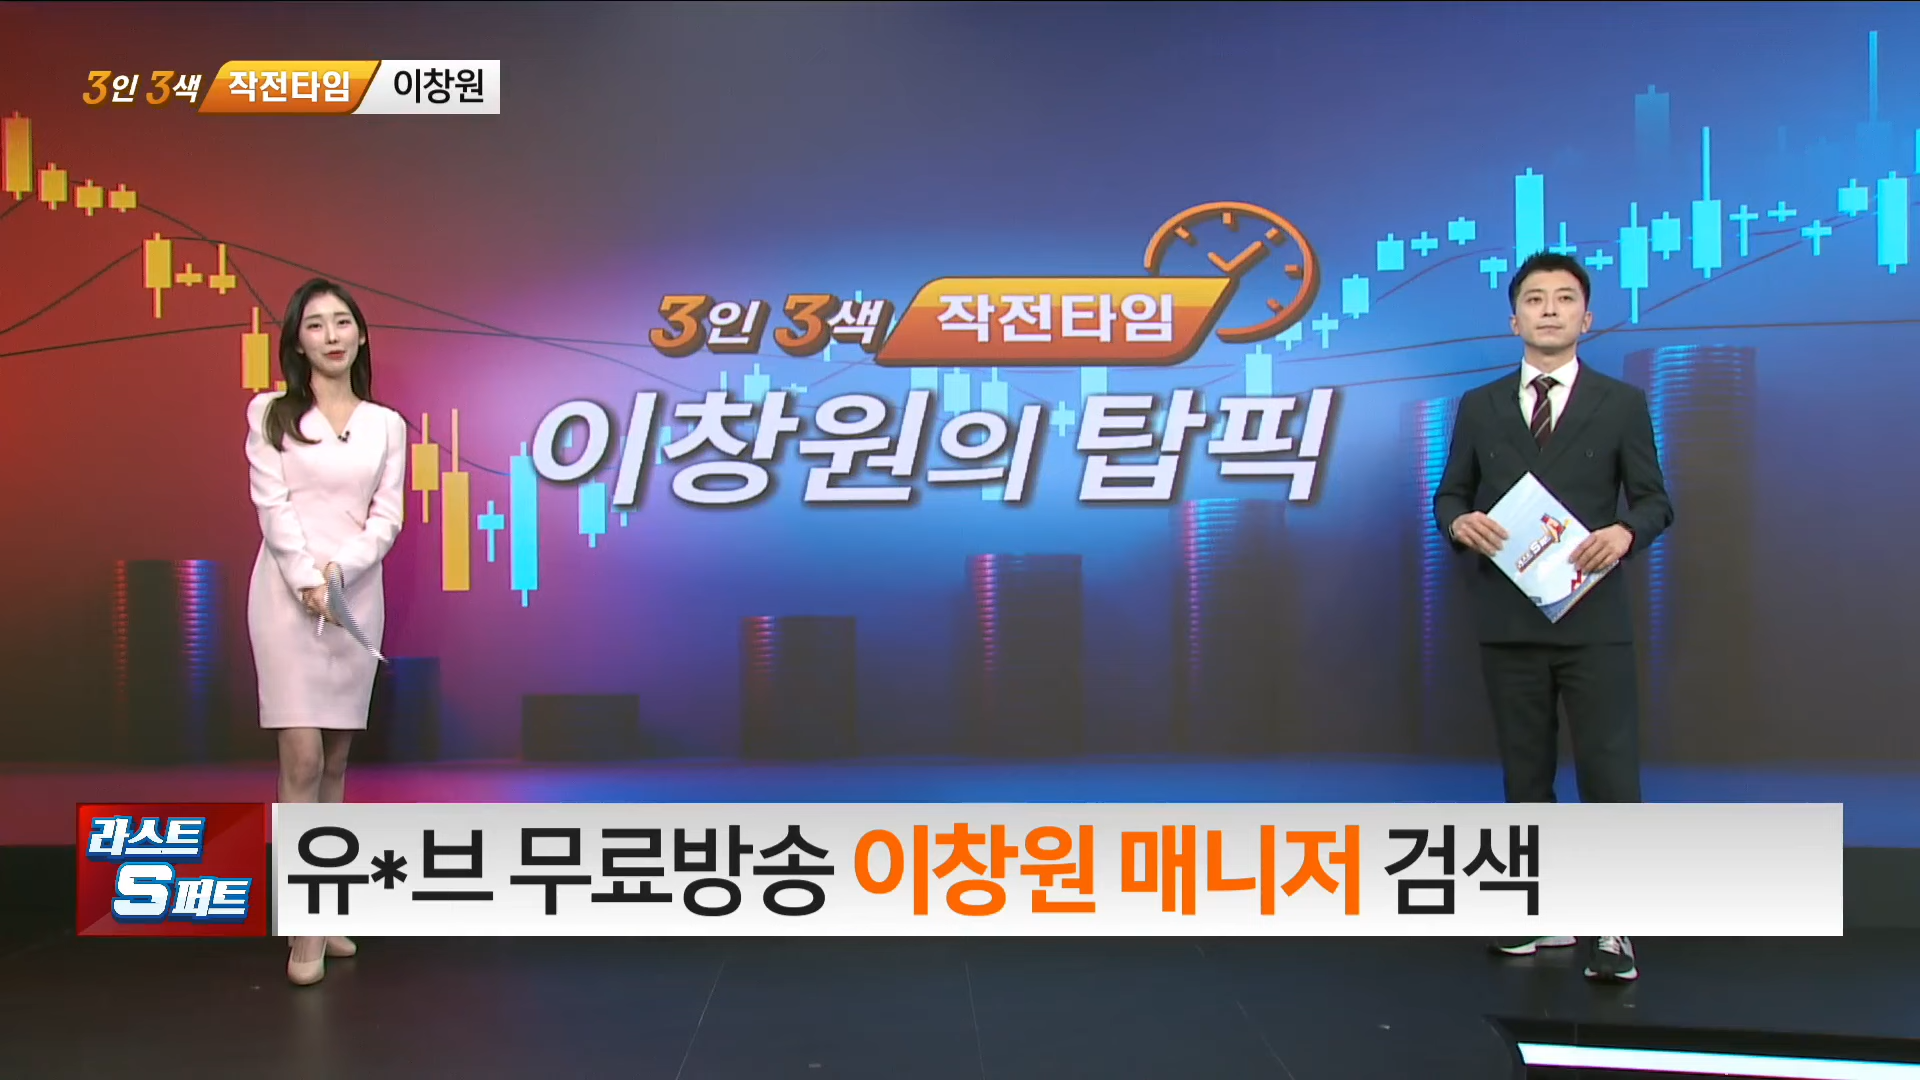 3인 3색 작전타임 이창원
3인 3색 작전타임
이창원의 탑픽
라스트
S퍼트
유*브 무료방송 이창원 매니저 검색